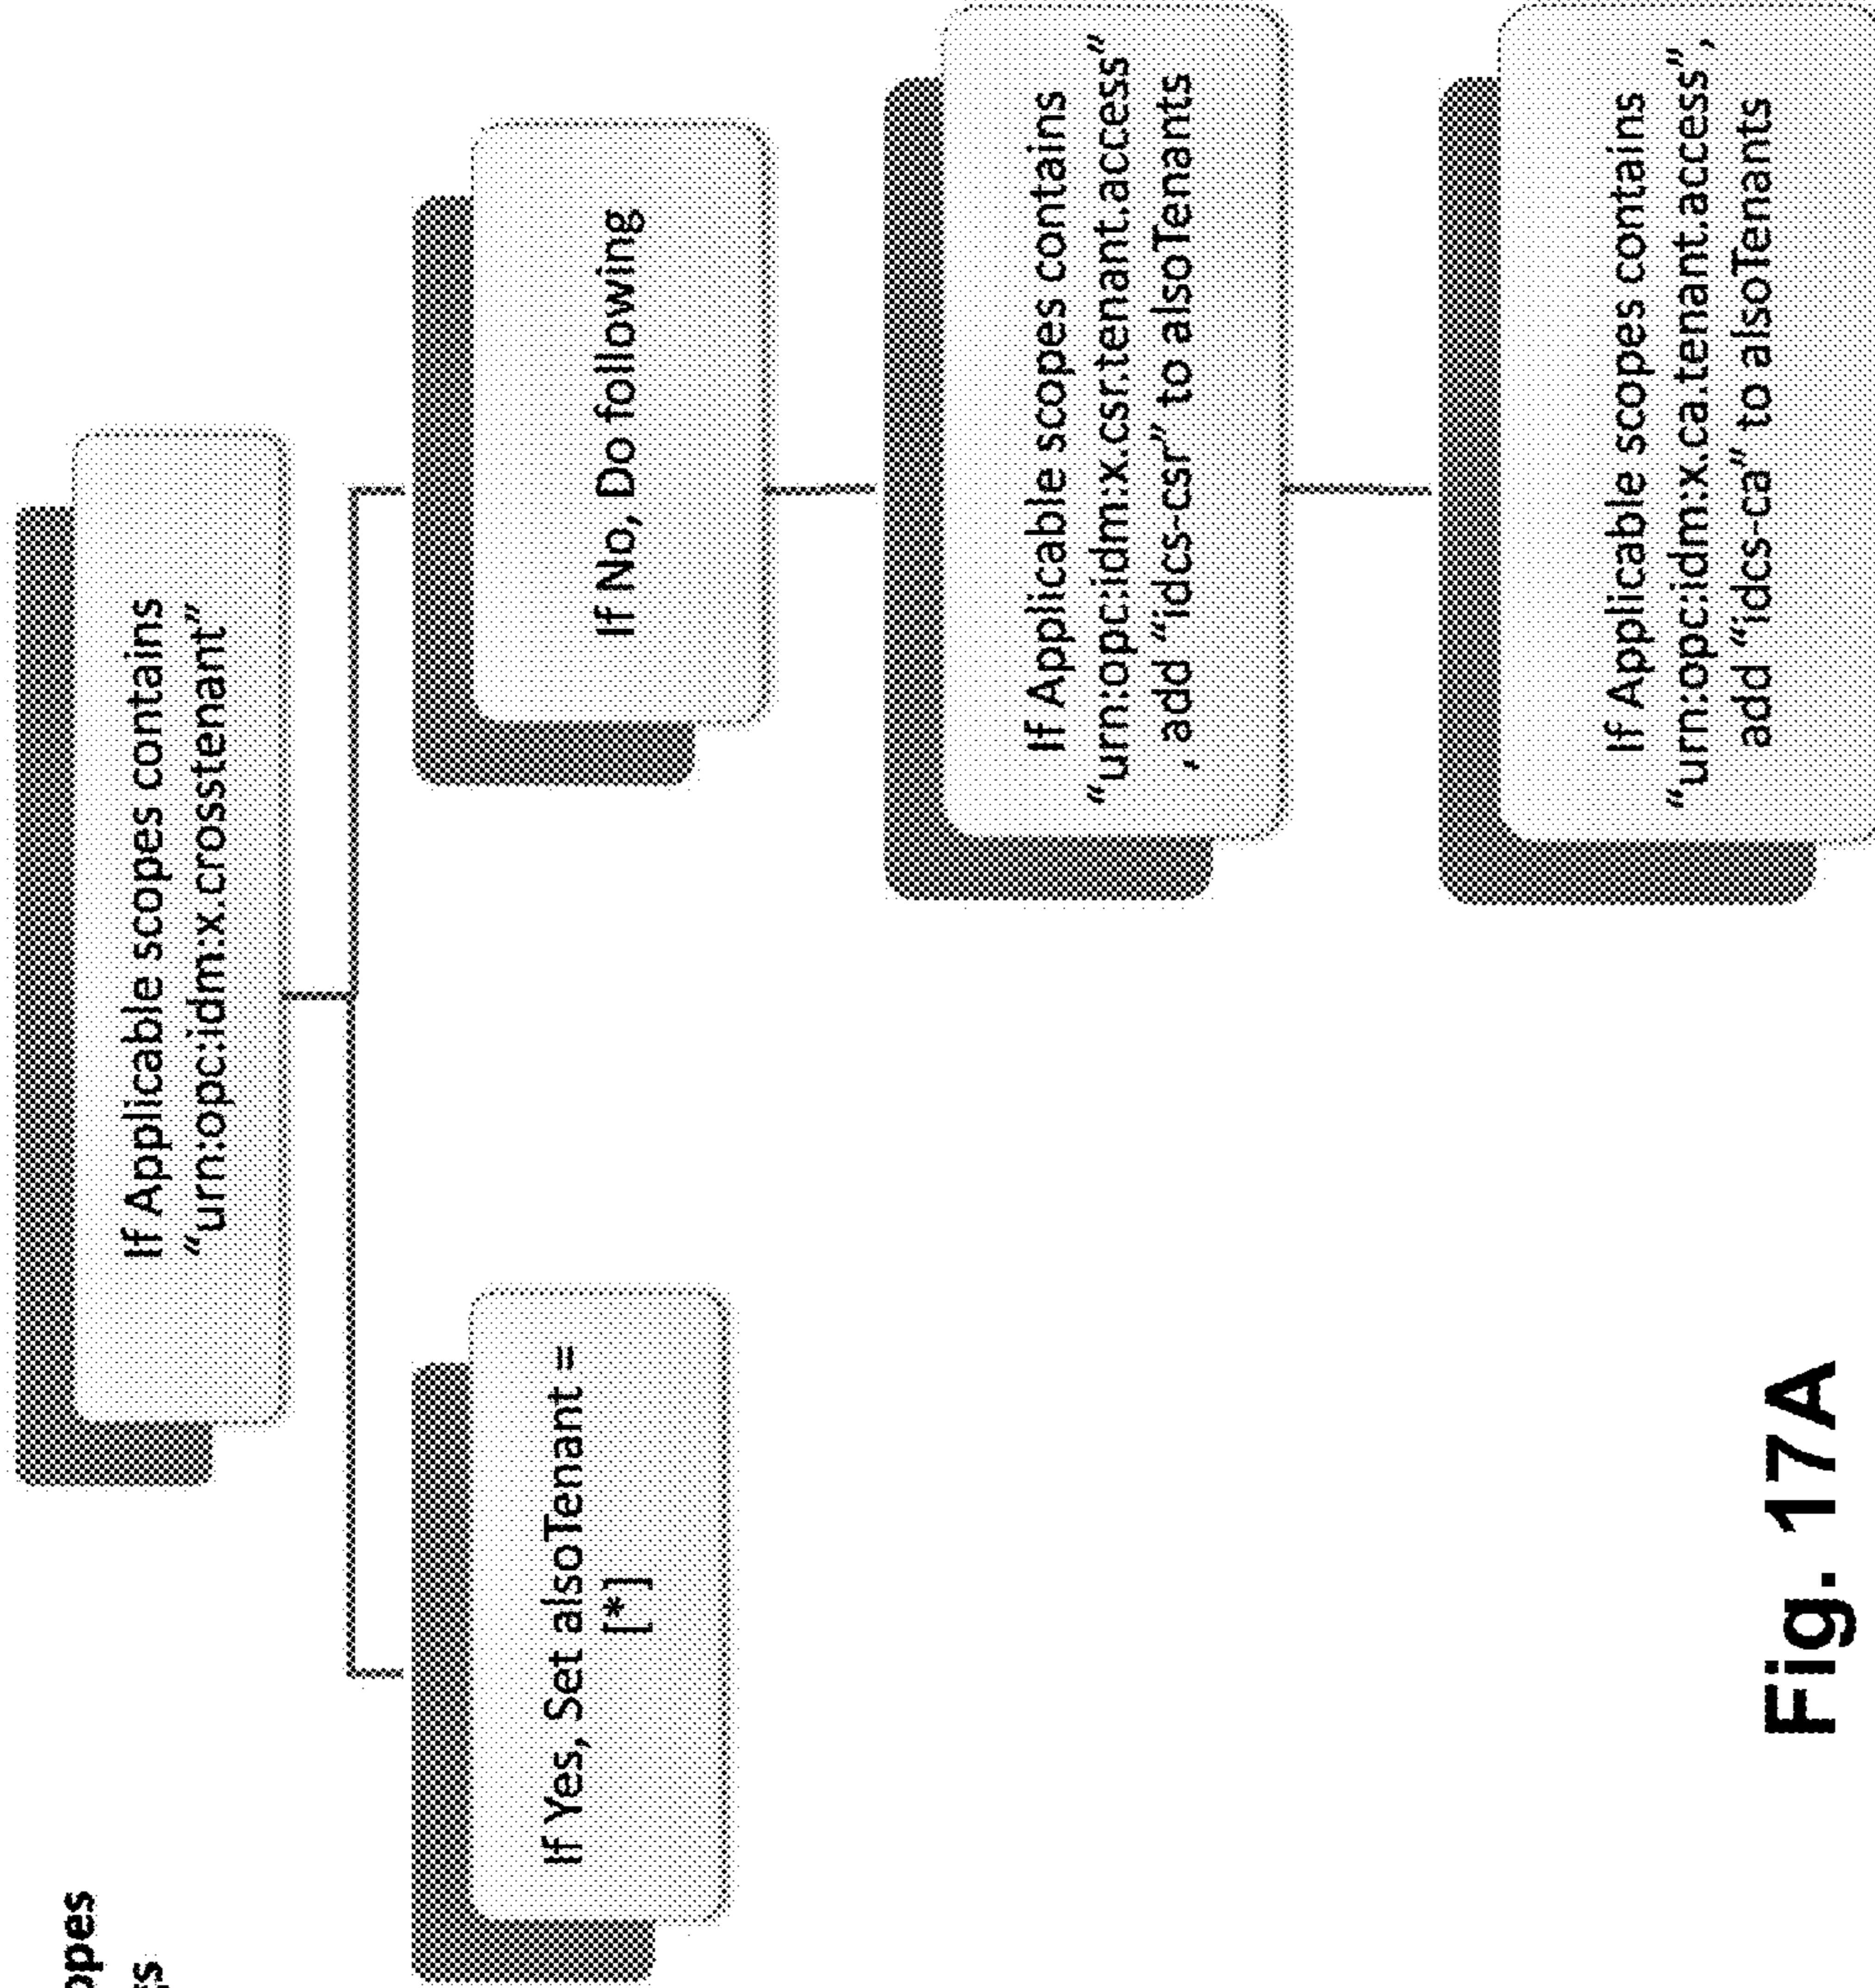 If Applicable scopes contains
“urn:opc:idm:x.crosstenant”
If Yes, Set alsoTenant =
[*]
If No, Do following
If Applicable scopes contains
“urn:opc:idm:x.csr.tenant.access”
, add “idcs-csr” to alsoTenants
If Applicable scopes contains
“urn:opc:idm:x.ca.tenant.access”,
add “idcs-ca” to alsoTenants
Fig. 17A